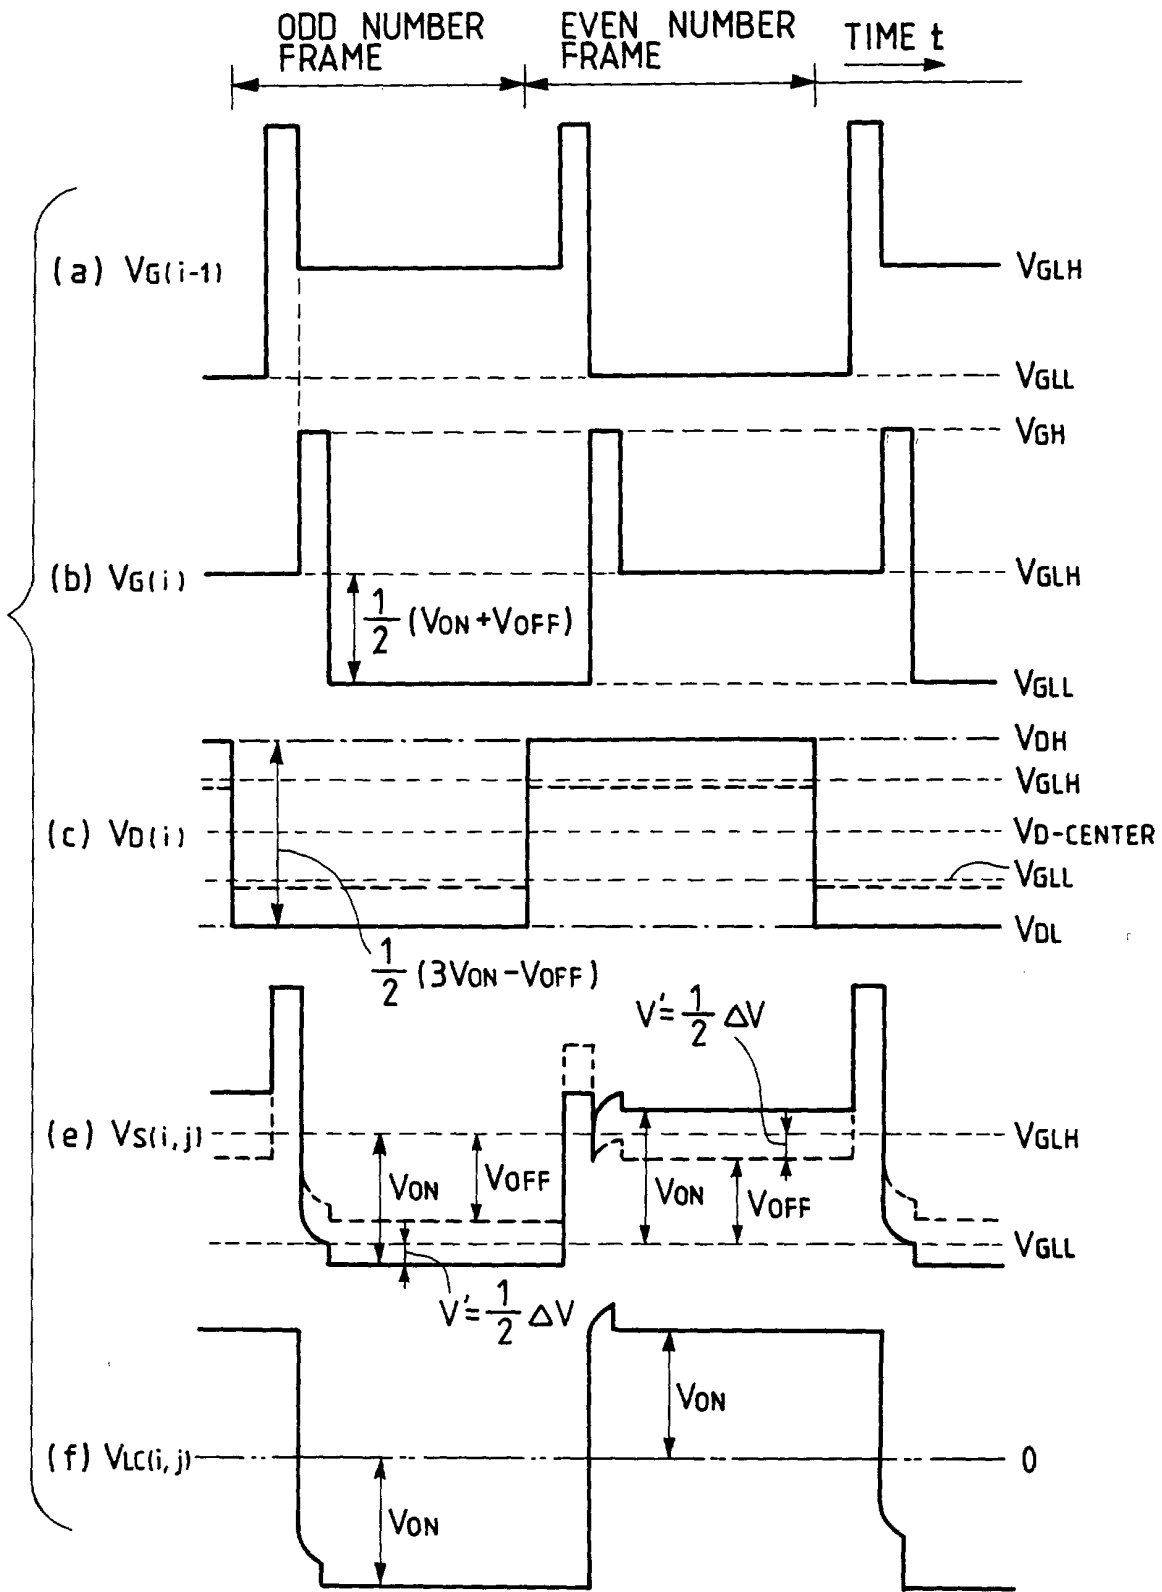 ODD NUMBER
FRAME
EVEN NUMBER
FRAME
TIME t
(a) VG(i-1)
VGLH
VGLL
VGH
(b) VG(i)
1/2 (VON+VOFF)
VGLH
VGLL
VDH
VGLH
(c) VD(i)
VD-CENTER
VGLL
VDL
1/2 (3VON-VOFF)
V'=1/2 ΔV
(e) VS(i,j)
VGLH
VON
VOFF
VON
VOFF
VGLL
V'=1/2 ΔV
VON
(f) VLC(i,j)
0
VON